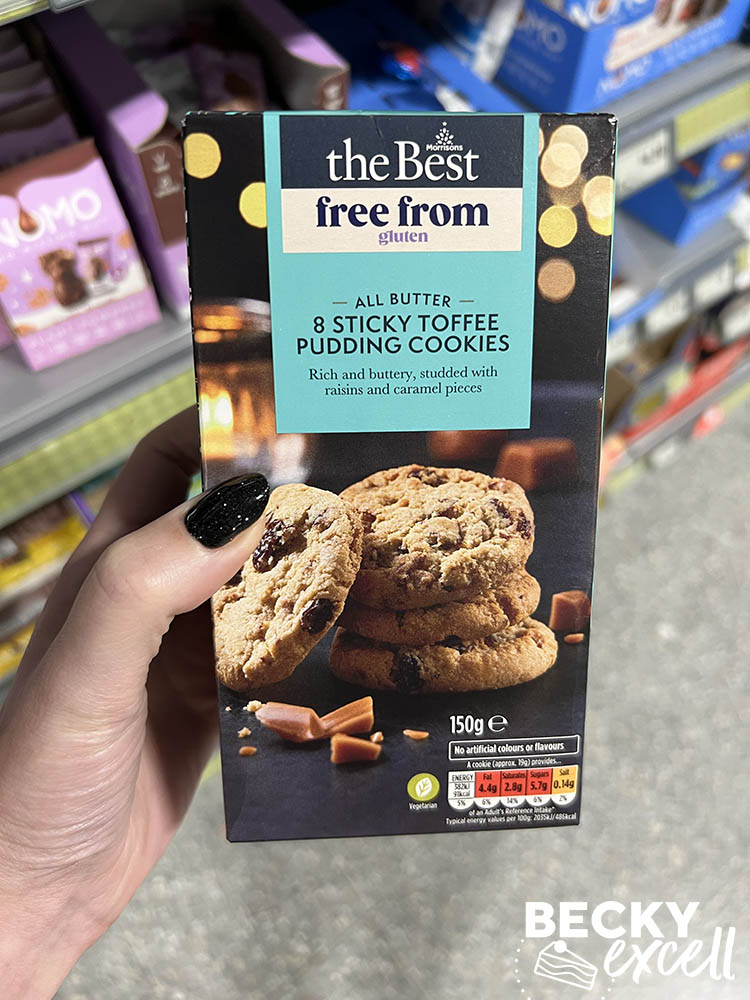 NOMO
NOMO
NOMO
Morrisons
the Best
free from
gluten
— ALL BUTTER —
8 STICKY TOFFEE
PUDDING COOKIES
Rich and buttery, studded with
raisins and caramel pieces
150g ℮
No artificial colours or flavours
A cookie (approx. 19g) provides...
ENERGY Fat Saturates Sugars Salt
382kJ 91kcal 4.4g 2.8g 5.7g 0.14g
5% 6% 14% 6% 2%
of an Adult's Reference Intake*
Typical energy values per 100g: 2035kJ/486kcal
Vegetarian
BECKY
excell